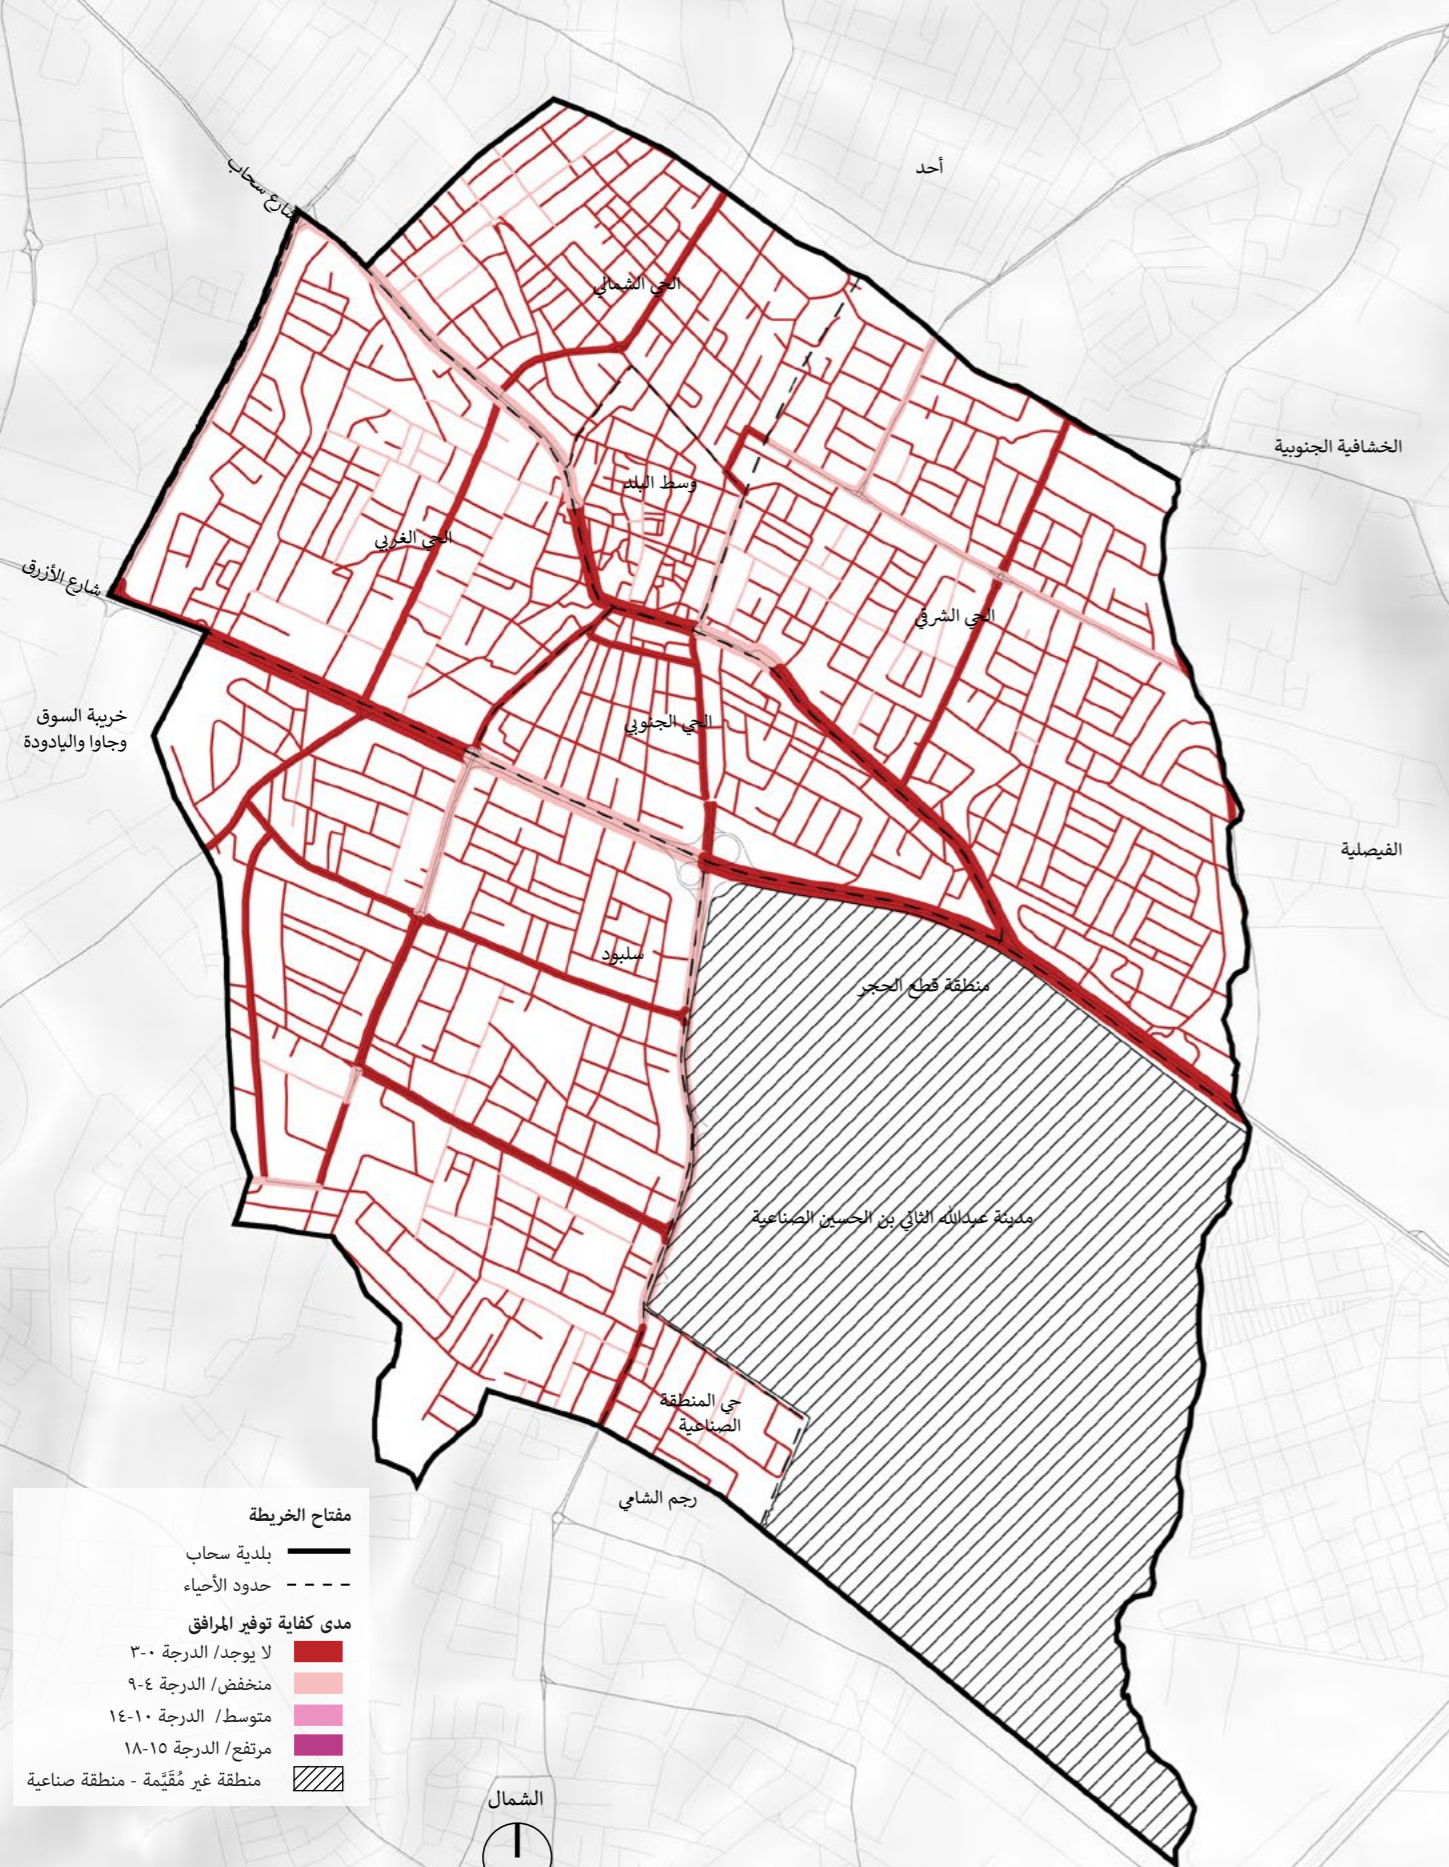 أحد
شارع سحاب
الحي الشمالي
الخشافية الجنوبية
وسط البلد
الحي الغربي
شارع الأزرق
الحي الشرقي
خريبة السوق
وجاوا واليادودة
الحي الجنوبي
الفيصلية
سلبود
منطقة قطع الحجر
مدينة عبدالله الثاني بن الحسين الصناعية
حي المنطقة
الصناعية
رجم الشامي
مفتاح الخريطة
بلدية سحاب
حدود الأحياء
مدى كفاية توفير المرافق
لا يوجد/ الدرجة ٠-٣
منخفض/ الدرجة ٤-٩
متوسط/ الدرجة ١٠-١٤
مرتفع/ الدرجة ١٥-١٨
منطقة غير مُقَيَّمة - منطقة صناعية
الشمال